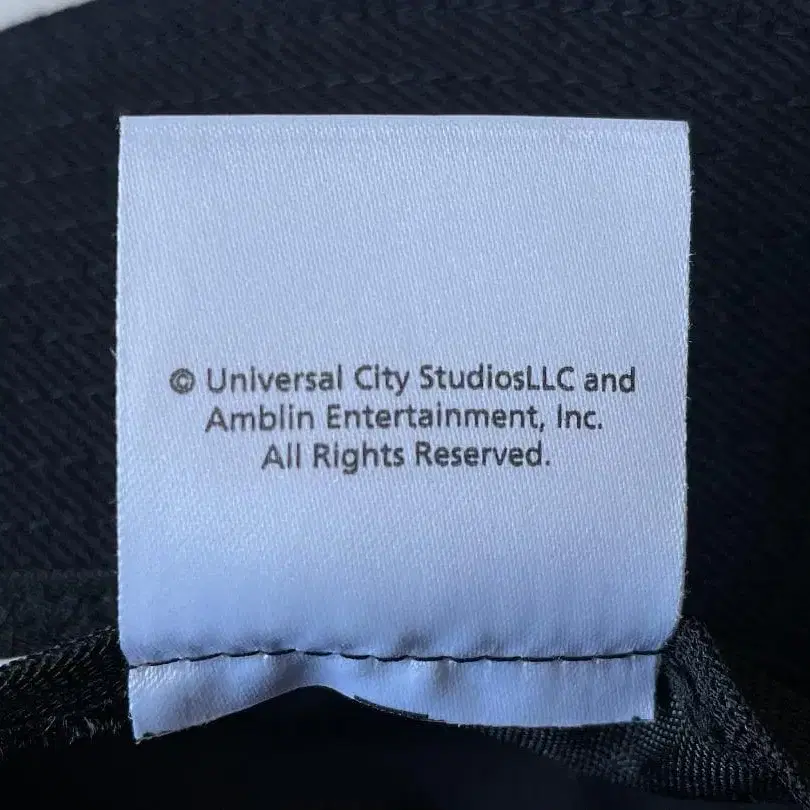 © Universal City StudiosLLC and
Amblin Entertainment, Inc.
All Rights Reserved.